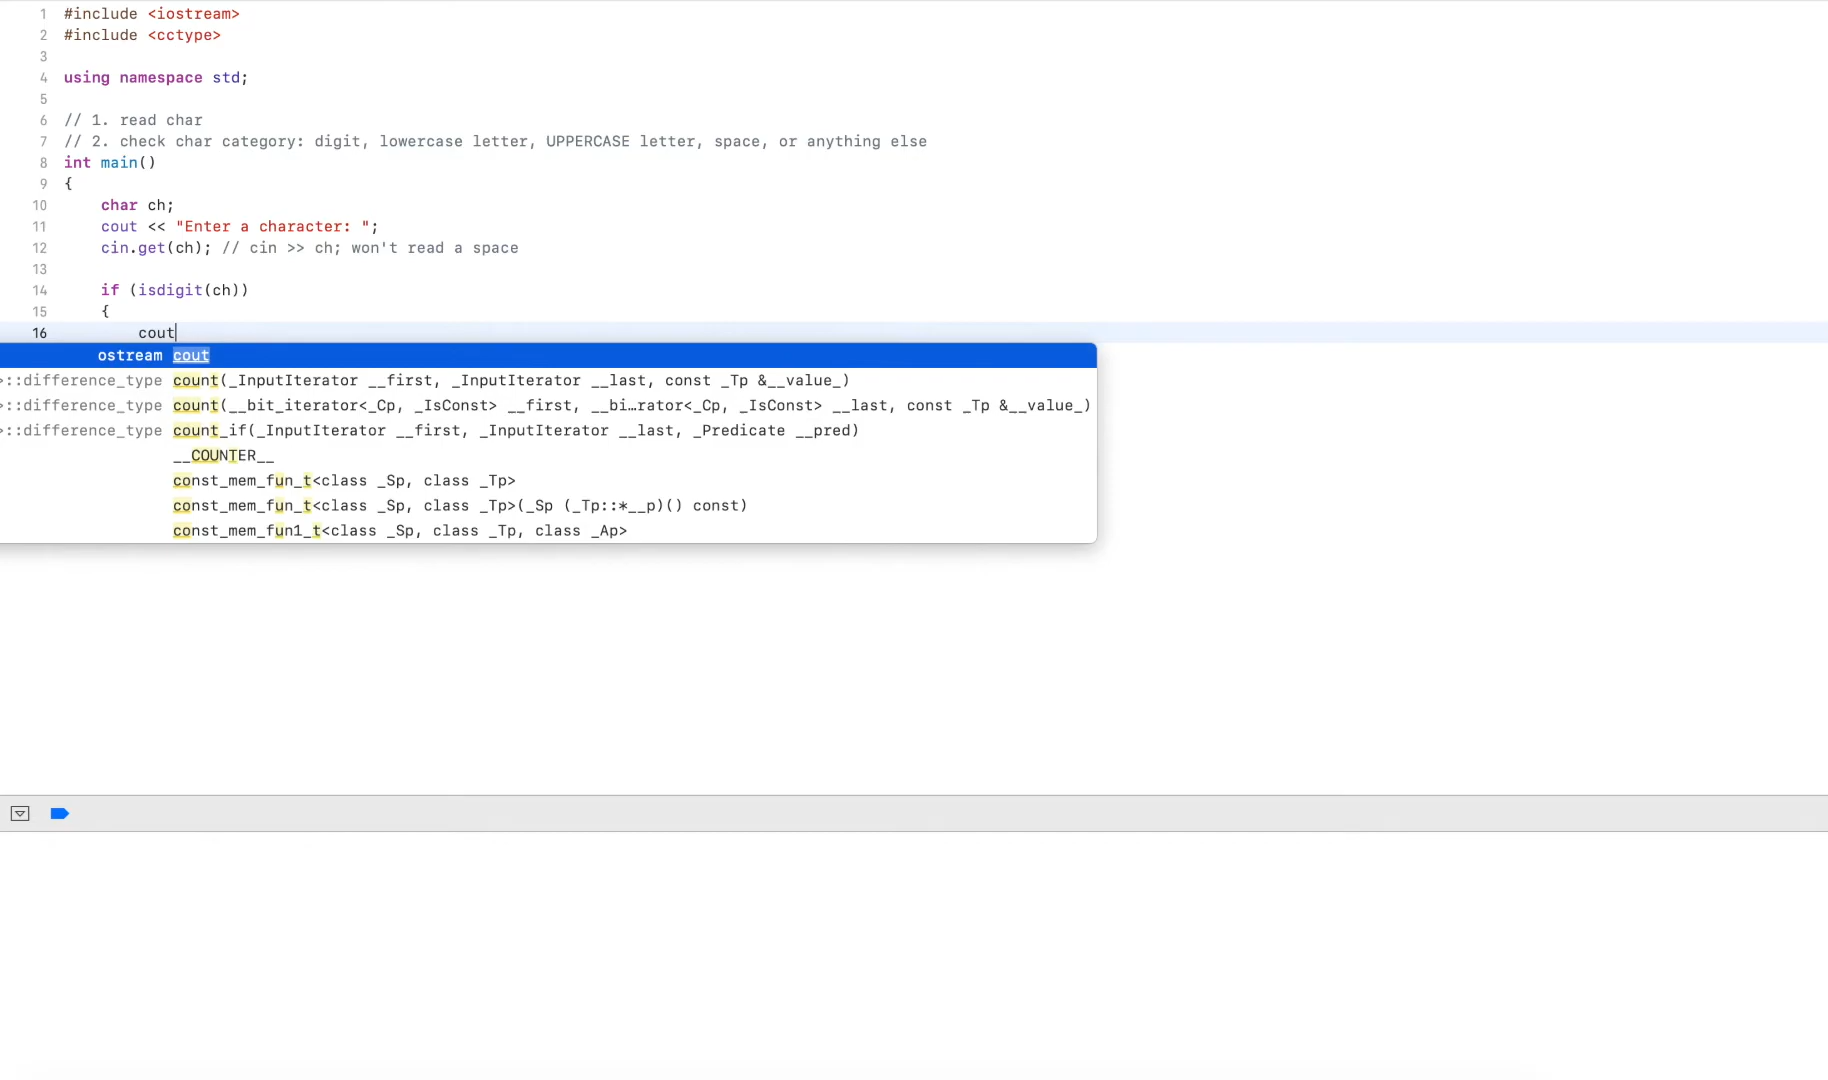 1 #include <iostream>
2 #include <cctype>
3
4 using namespace std;
5
6 // 1. read char
7 // 2. check char category: digit, lowercase letter, UPPERCASE letter, space, or anything else
8 int main()
9 {
10 char ch;
11 cout << "Enter a character: ";
12 cin.get(ch); // cin >> ch; won't read a space
13
14 if (isdigit(ch))
15 {
16 cout
ostream cout
>::difference_type count(_InputIterator __first, _InputIterator __last, const _Tp &__value_)
>::difference_type count(__bit_iterator<_Cp, _IsConst> __first, __bi…rator<_Cp, _IsConst> __last, const _Tp &__value_)
>::difference_type count_if(_InputIterator __first, _InputIterator __last, _Predicate __pred)
__COUNTER__
const_mem_fun_t<class _Sp, class _Tp>
const_mem_fun_t<class _Sp, class _Tp>(_Sp (_Tp::*__p)() const)
const_mem_fun1_t<class _Sp, class _Tp, class _Ap>